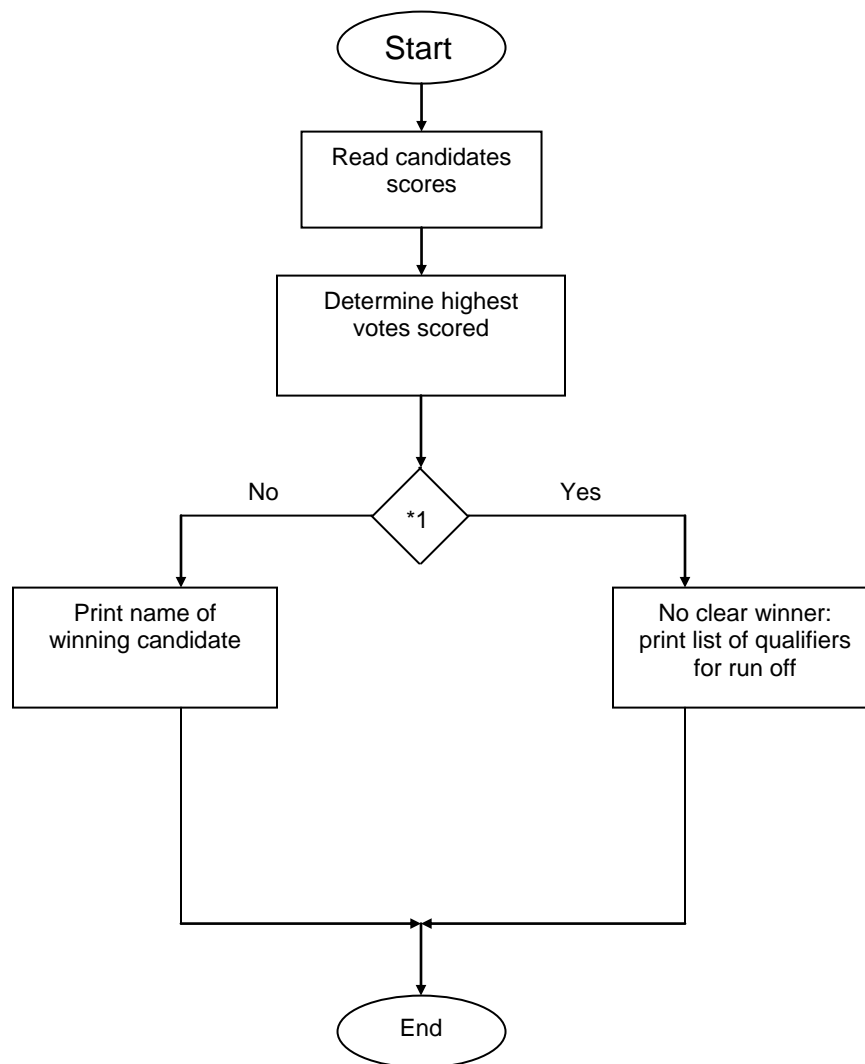 Start
Read candidates
scores
Determine highest
votes scored
No
Yes
*1
Print name of
winning candidate
No clear winner:
print list of qualifiers
for run off
End